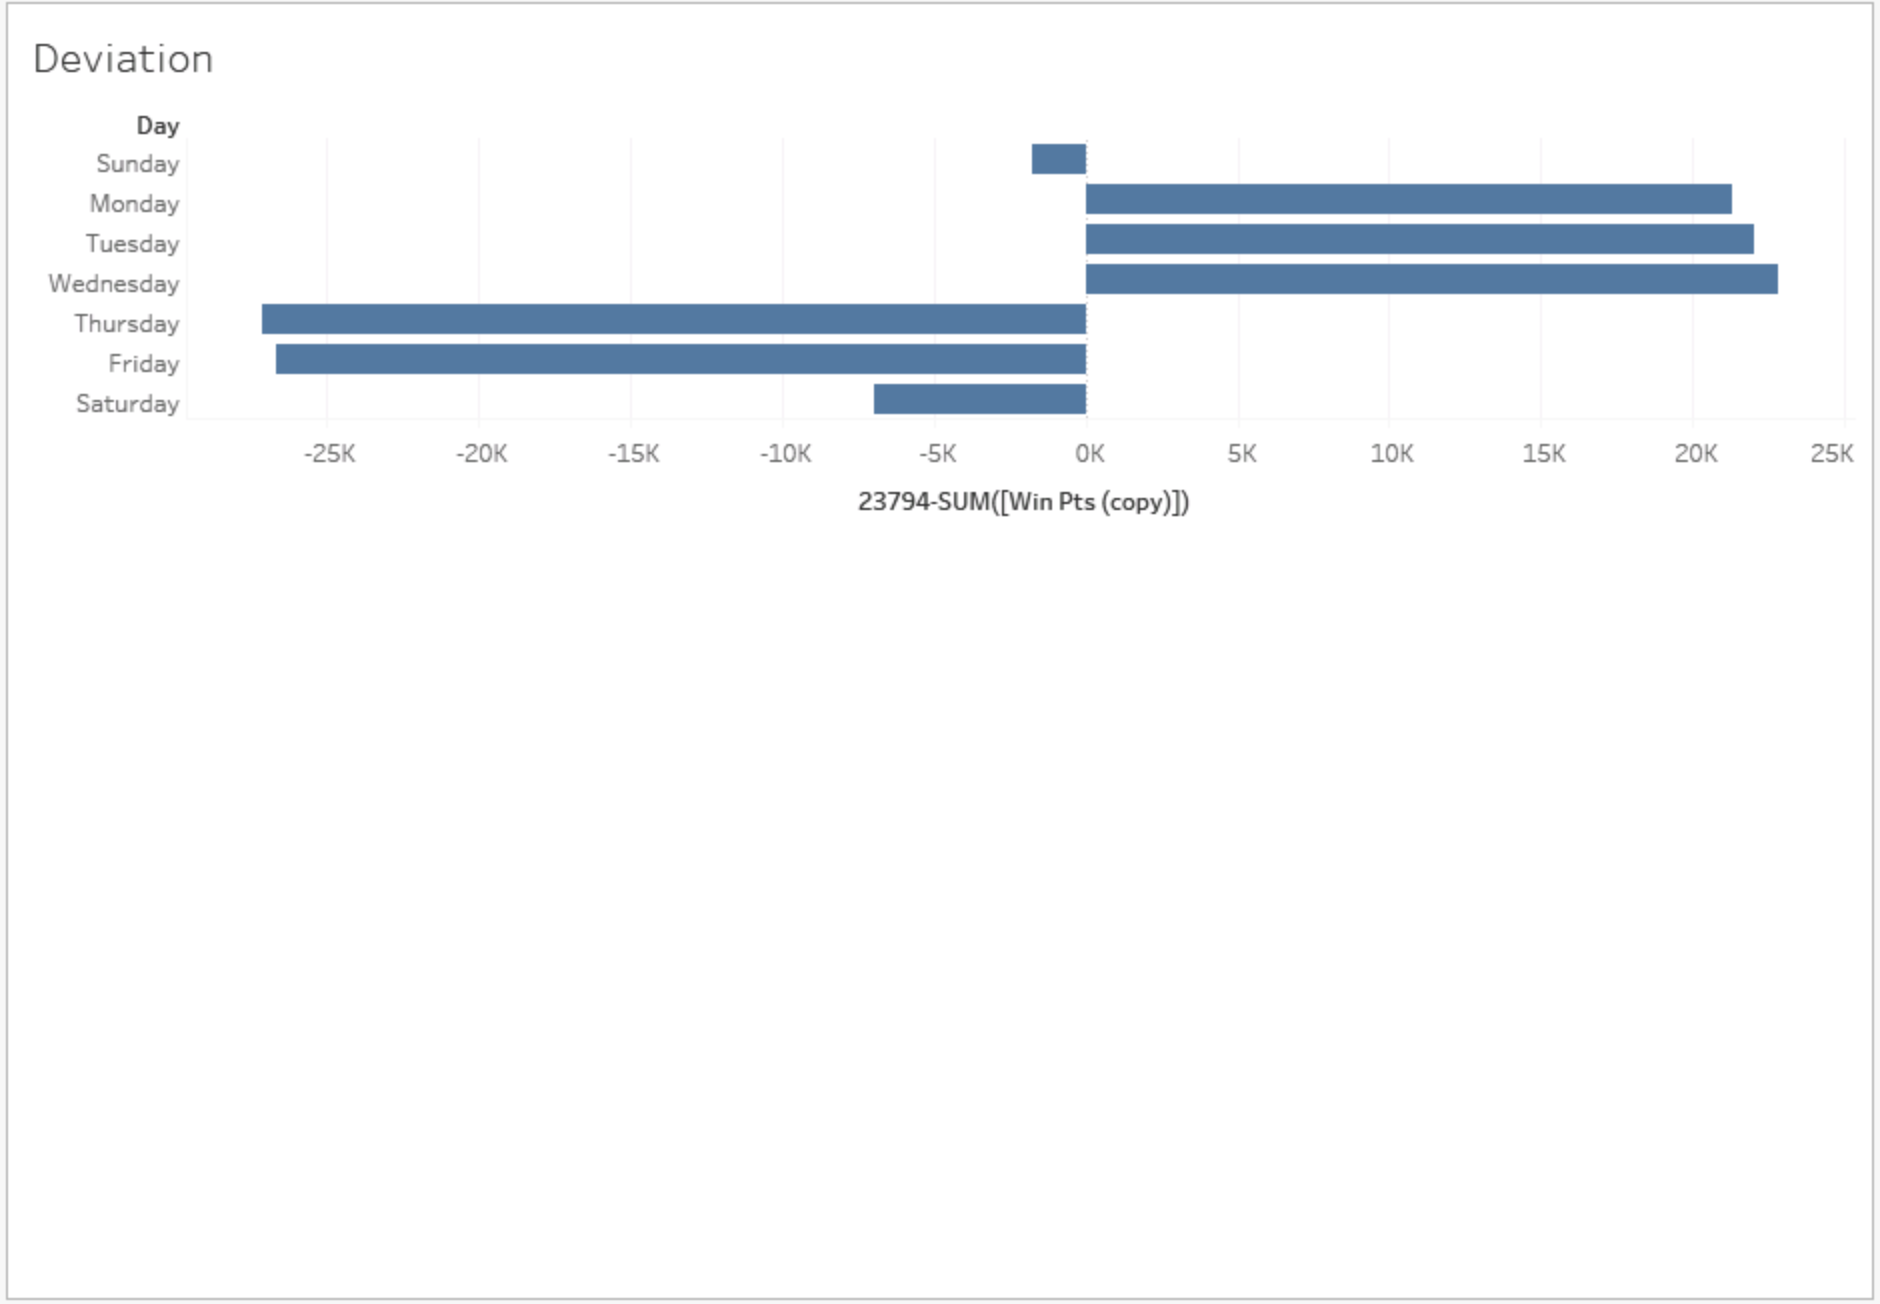 Deviation
Day
Sunday
Monday
Tuesday
Wednesday
Thursday
Friday
Saturday
-25K -20K -15K -10K -5K 0K 5K 10K 15K 20K 25K
23794-SUM([Win Pts (copy)])